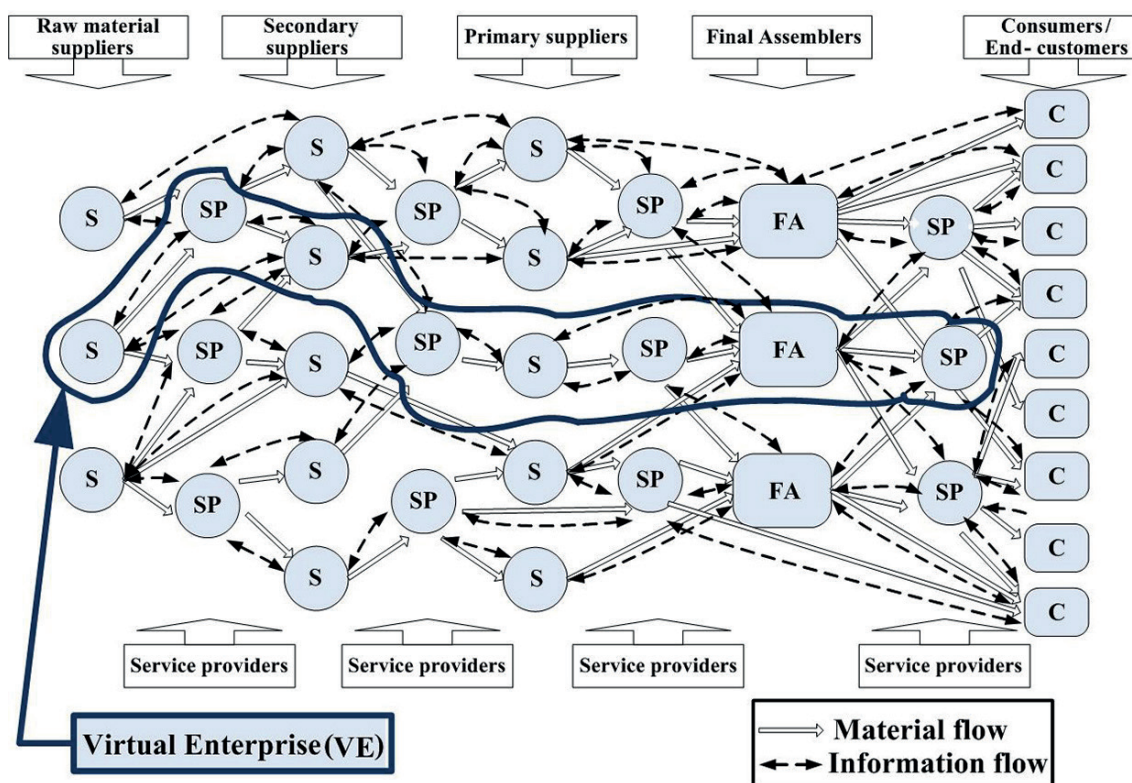 Raw material
suppliers
Secondary
suppliers
Primary suppliers
Final Assemblers
Consumers/
End- customers
C
S
S
C
S
SP
SP
SP
FA
SP
C
S
S
C
S
SP
S
SP
S
SP
FA
SP
C
C
S
S
S
SP
FA
SP
C
SP
SP
C
S
S
C
Service providers
Service providers
Service providers
Service providers
Virtual Enterprise(VE)
Material flow
Information flow